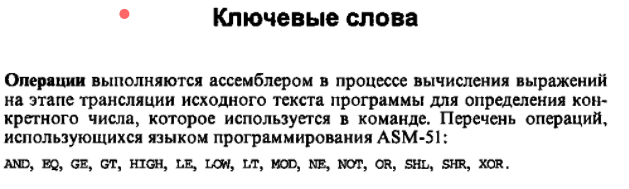 Ключевые слова
Операции выполняются ассемблером в процессе вычисления выражений
на этапе трансляции исходного текста программы для определения кон-
кретного числа, которое используется в команде. Перечень операций,
использующихся языком программирования ASM-51:
AND, EQ, GE, GT, HIGH, LE, LOW, LT, MOD, NE, NOT, OR, SHL, SHR, XOR.